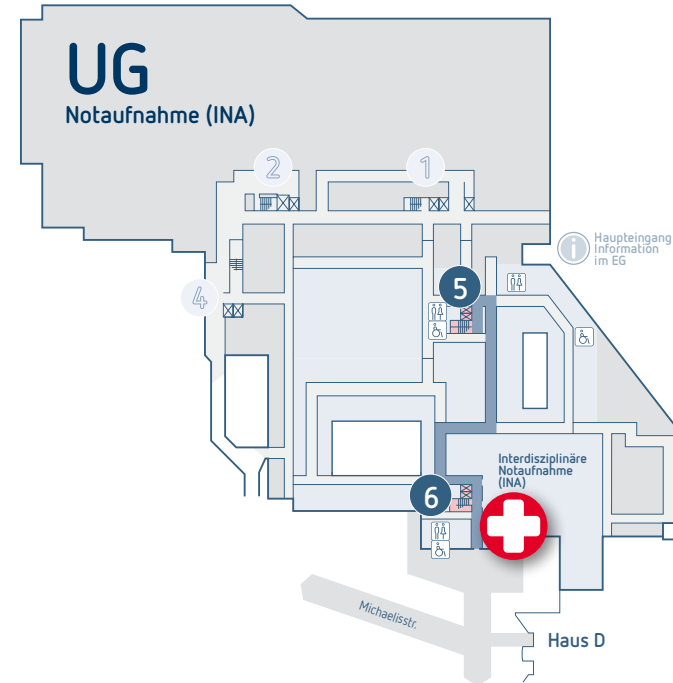 UG
Notaufnahme (INA)
2
1
i
Haupteingang
Information
im EG
5
4
Interdisziplinäre
Notaufnahme
(INA)
6
Michaelisstr.
Haus D